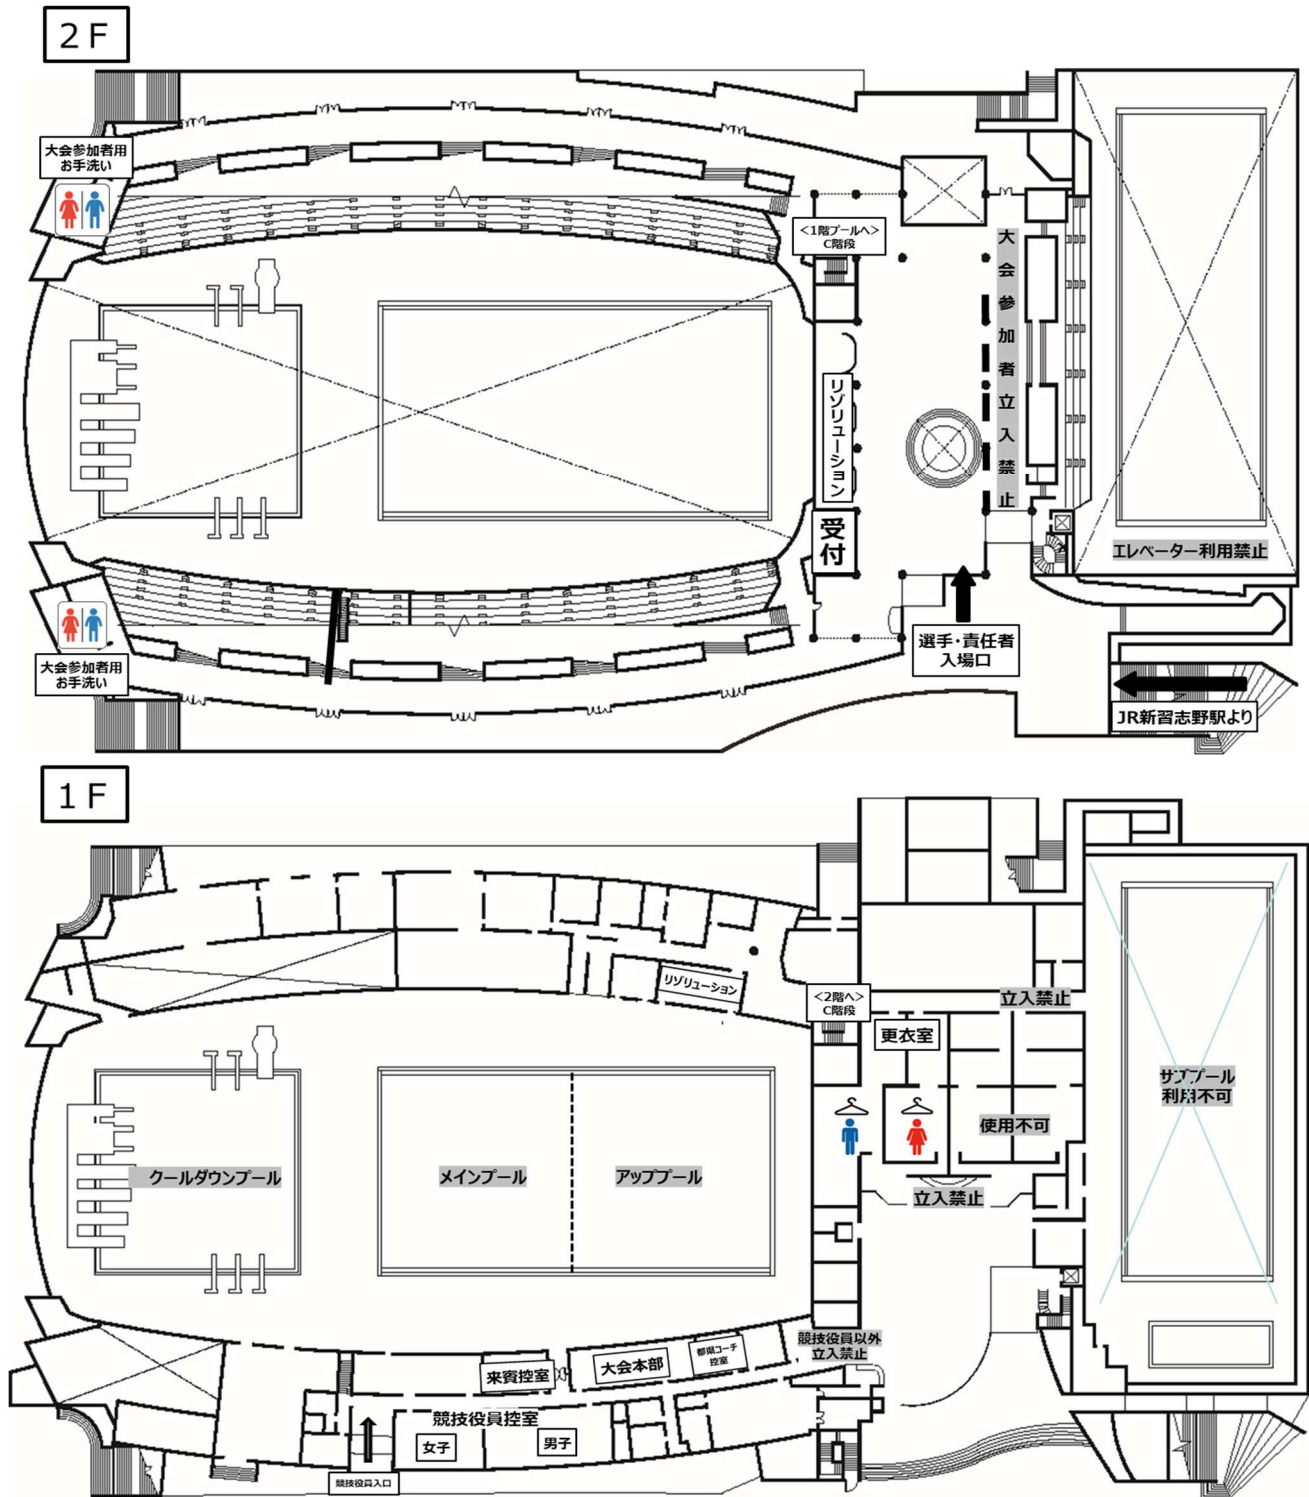 2F
大会参加者用
お手洗い
<1階プールへ>
C階段
大会参加者立入禁止
リゾリューション
受付
エレベーター利用禁止
大会参加者用
お手洗い
選手・責任者
入場口
JR新習志野駅より
1F
リゾリューション
<2階へ>
C階段
立入禁止
更衣室
サブプール
利用不可
使用不可
クールダウンプール
メインプール
アッププール
立入禁止
競技役員以外
立入禁止
来賓控室
大会本部
都県コーチ
控室
競技役員控室
女子
男子
競技役員入口